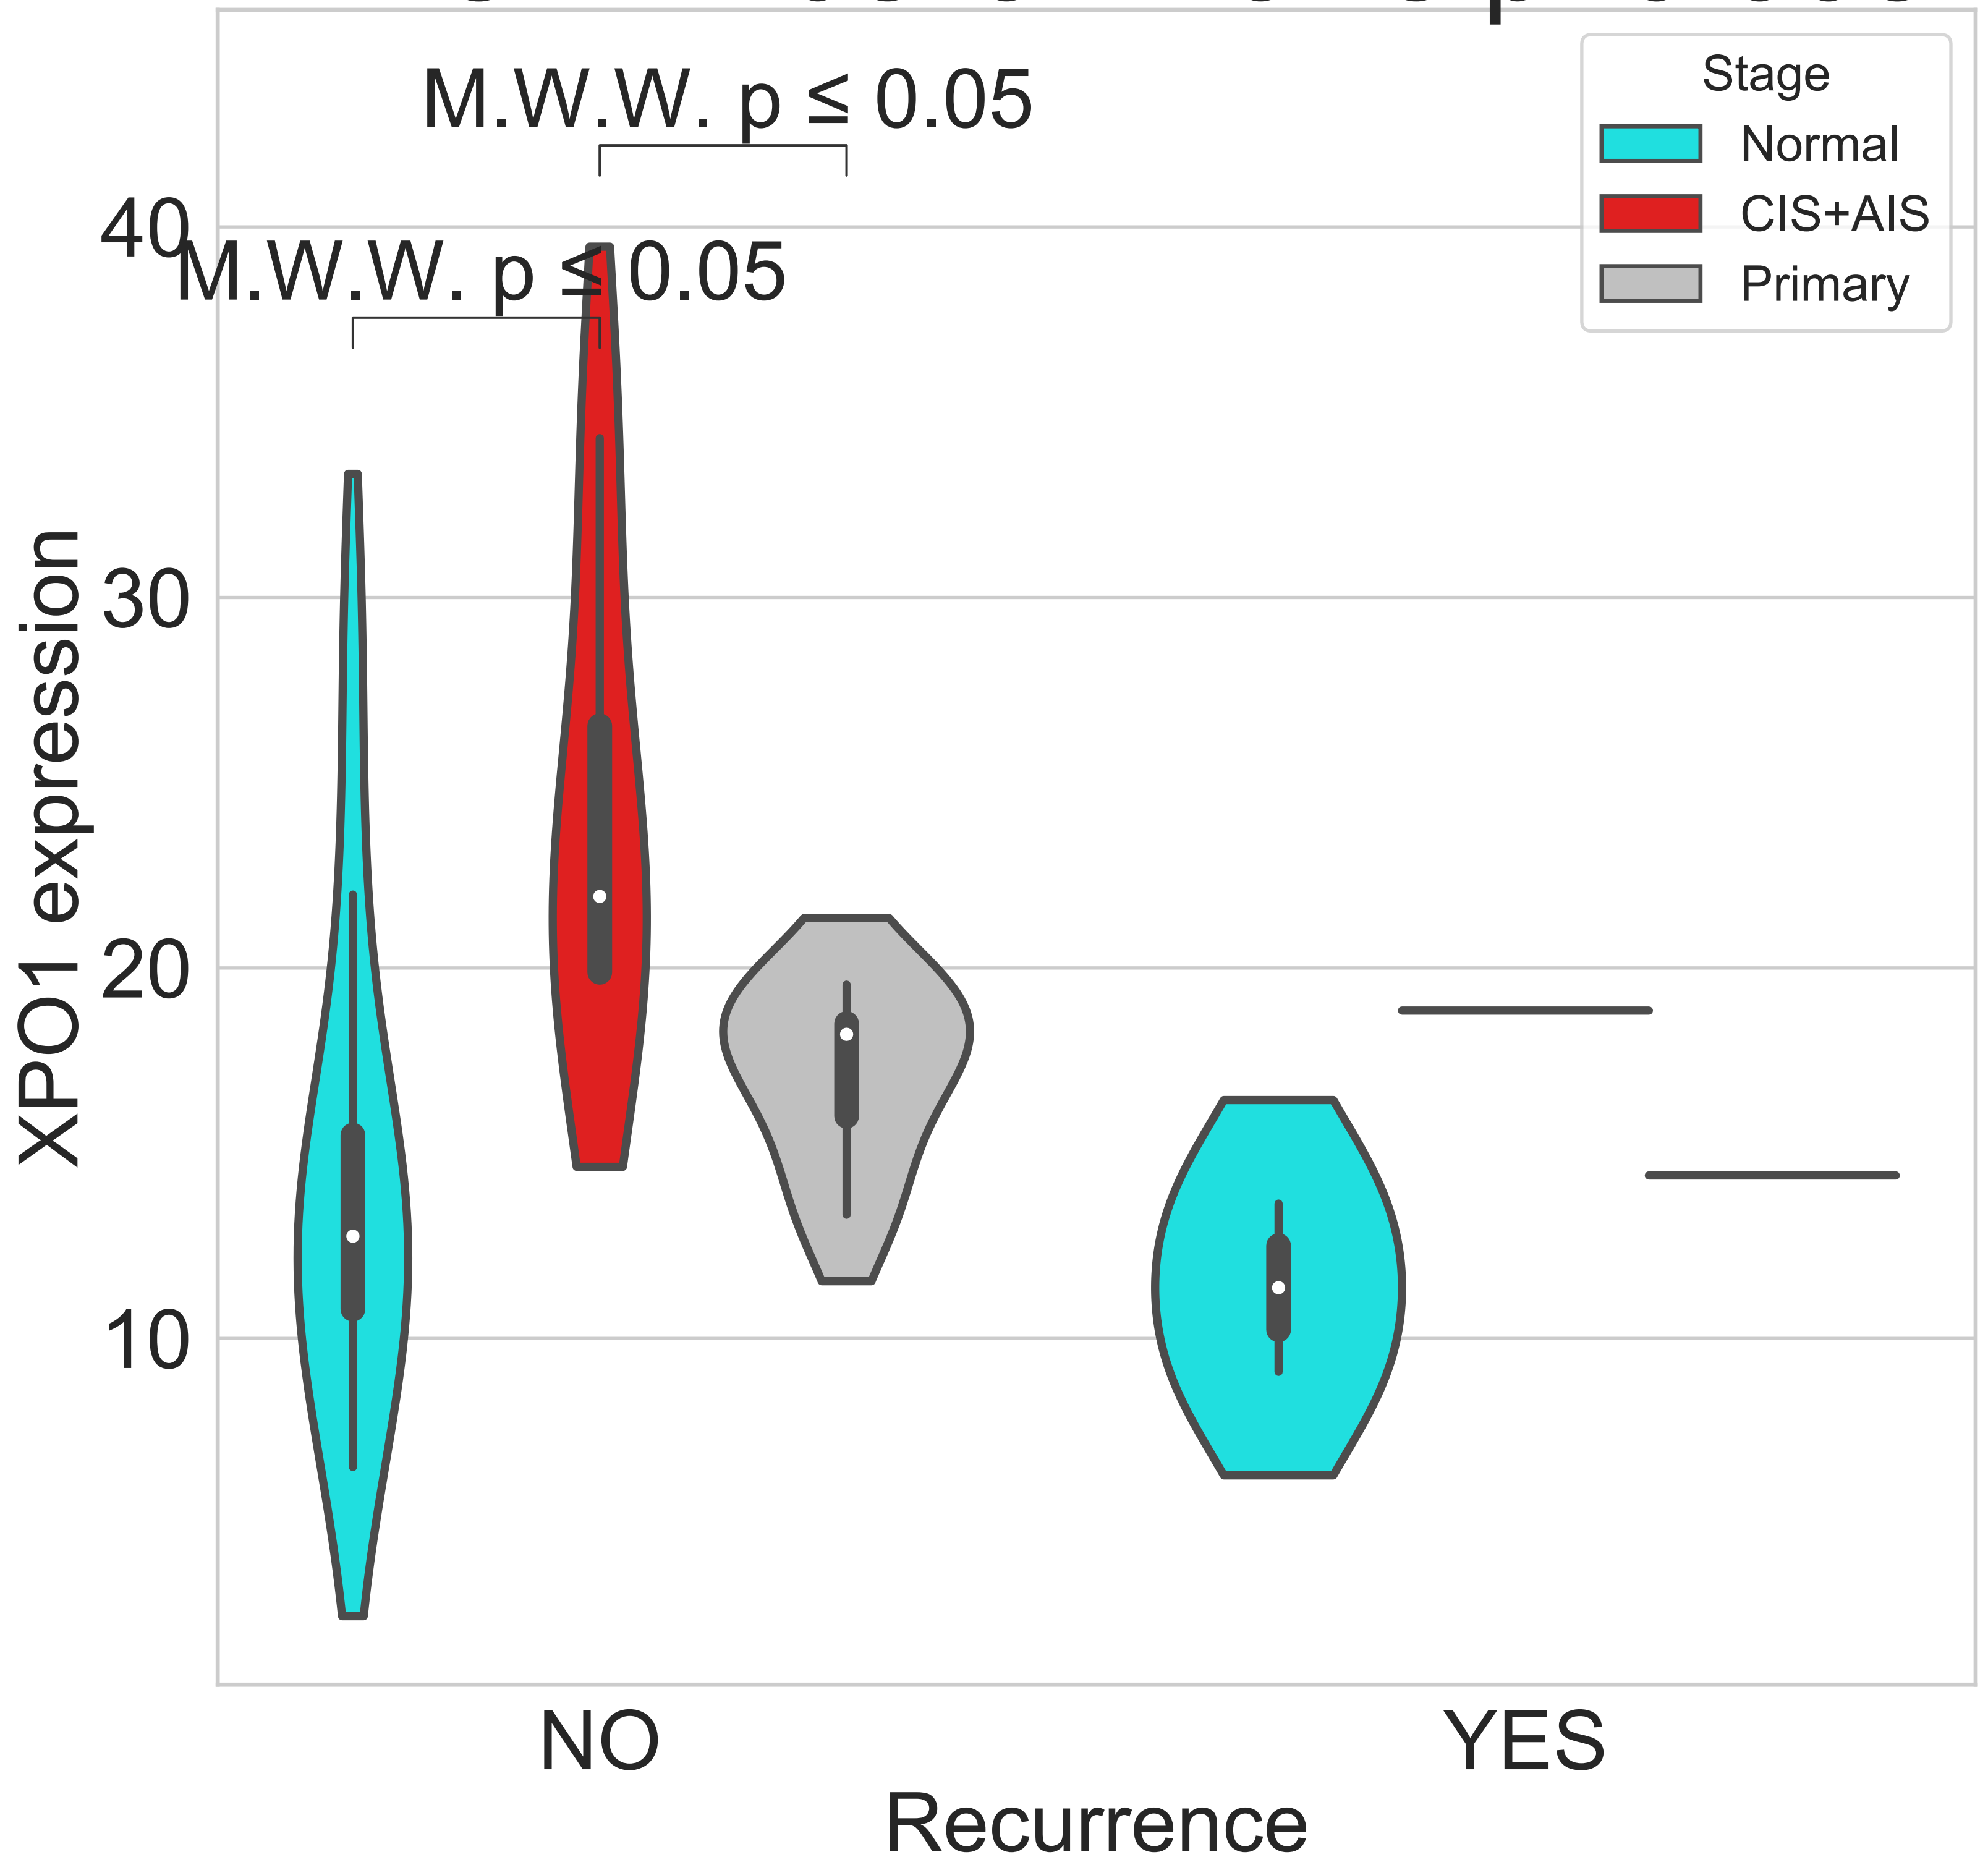 M.W.W. p ≤ 0.05
Stage
Normal
CIS+AIS
Primary
M.W.W. p ≤ 0.05
40
30
20
10
XPO1 expression
NO
YES
Recurrence